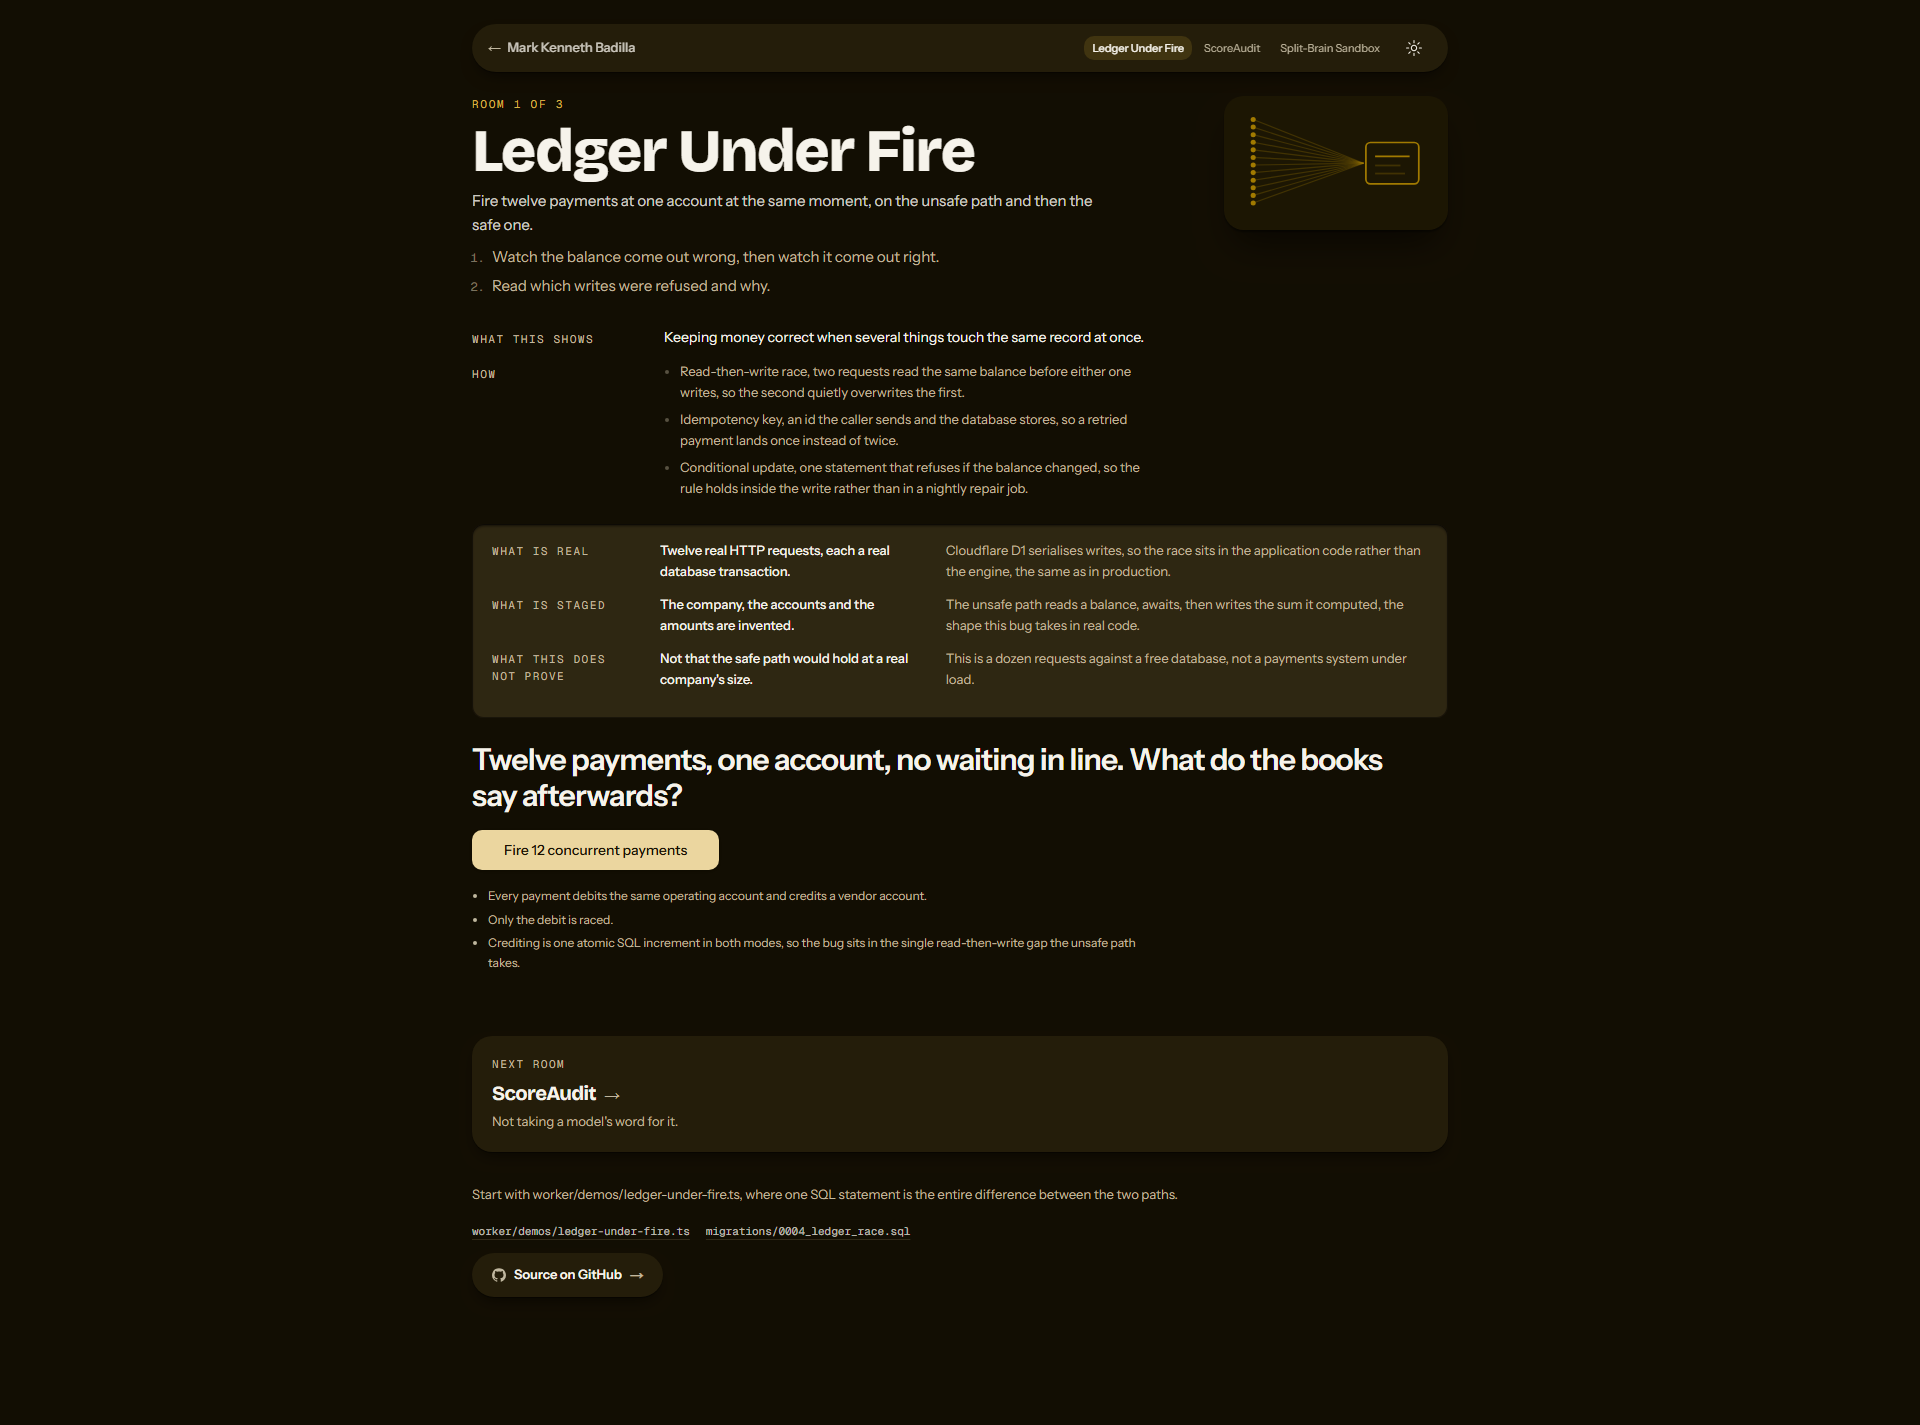 ← Mark Kenneth Badilla
Ledger Under Fire
ScoreAudit
Split-Brain Sandbox
ROOM 1 OF 3
Ledger Under Fire
Fire twelve payments at one account at the same moment, on the unsafe path and then the
safe one.
1. Watch the balance come out wrong, then watch it come out right.
2. Read which writes were refused and why.
WHAT THIS SHOWS
Keeping money correct when several things touch the same record at once.
HOW
• Read-then-write race, two requests read the same balance before either one
writes, so the second quietly overwrites the first.
• Idempotency key, an id the caller sends and the database stores, so a retried
payment lands once instead of twice.
• Conditional update, one statement that refuses if the balance changed, so the
rule holds inside the write rather than in a nightly repair job.
WHAT IS REAL
Twelve real HTTP requests, each a real
database transaction.
Cloudflare D1 serialises writes, so the race sits in the application code rather than
the engine, the same as in production.
WHAT IS STAGED
The company, the accounts and the
amounts are invented.
The unsafe path reads a balance, awaits, then writes the sum it computed, the
shape this bug takes in real code.
WHAT THIS DOES
NOT PROVE
Not that the safe path would hold at a real
company's size.
This is a dozen requests against a free database, not a payments system under
load.
Twelve payments, one account, no waiting in line. What do the books
say afterwards?
Fire 12 concurrent payments
• Every payment debits the same operating account and credits a vendor account.
• Only the debit is raced.
• Crediting is one atomic SQL increment in both modes, so the bug sits in the single read-then-write gap the unsafe path
takes.
NEXT ROOM
ScoreAudit →
Not taking a model's word for it.
Start with worker/demos/ledger-under-fire.ts, where one SQL statement is the entire difference between the two paths.
worker/demos/ledger-under-fire.ts
migrations/0004_ledger_race.sql
Source on GitHub →